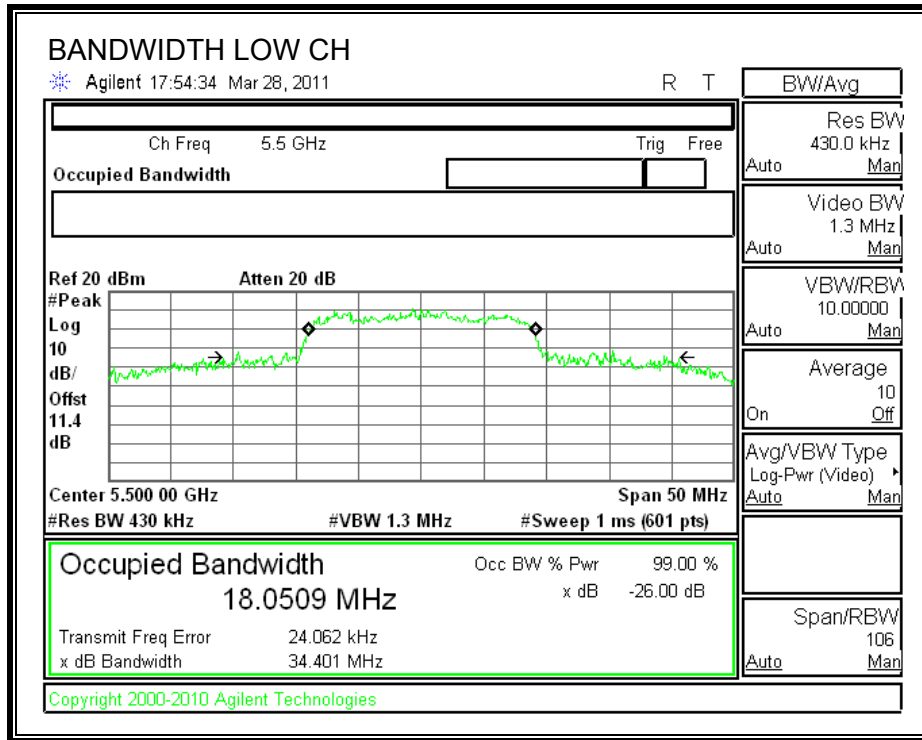 BANDWIDTH LOW CH
Agilent 17:54:34 Mar 28, 2011 R T
Ch Freq 5.5 GHz Trig Free
Occupied Bandwidth
Ref 20 dBm Atten 20 dB
#Peak
Log
10
dB/
Offst
11.4
dB
Center 5.500 00 GHz Span 50 MHz
#Res BW 430 kHz #VBW 1.3 MHz #Sweep 1 ms (601 pts)
Occupied Bandwidth Occ BW % Pwr 99.00 %
18.0509 MHz x dB -26.00 dB
Transmit Freq Error 24.062 kHz
x dB Bandwidth 34.401 MHz
Copyright 2000-2010 Agilent Technologies
BW/Avg
Res BW
430.0 kHz
Auto Man
Video BW
1.3 MHz
Auto Man
VBW/RBW
10.00000
Auto Man
Average
10
On Off
Avg/VBW Type
Log-Pwr (Video)
Auto Man
Span/RBW
106
Auto Man